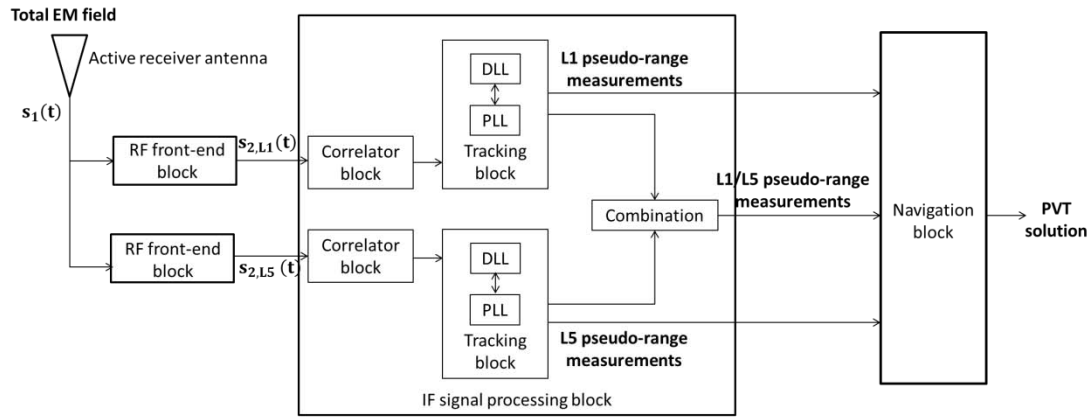 Total EM field
Active receiver antenna
s₁(t)
RF front-end
block
s₂,L1(t)
Correlator
block
DLL
PLL
Tracking
block
L1 pseudo-range
measurements
Combination
L1/L5 pseudo-range
measurements
Navigation
block
PVT
solution
RF front-end
block
s₂,L5 (t)
Correlator
block
DLL
PLL
Tracking
block
L5 pseudo-range
measurements
IF signal processing block